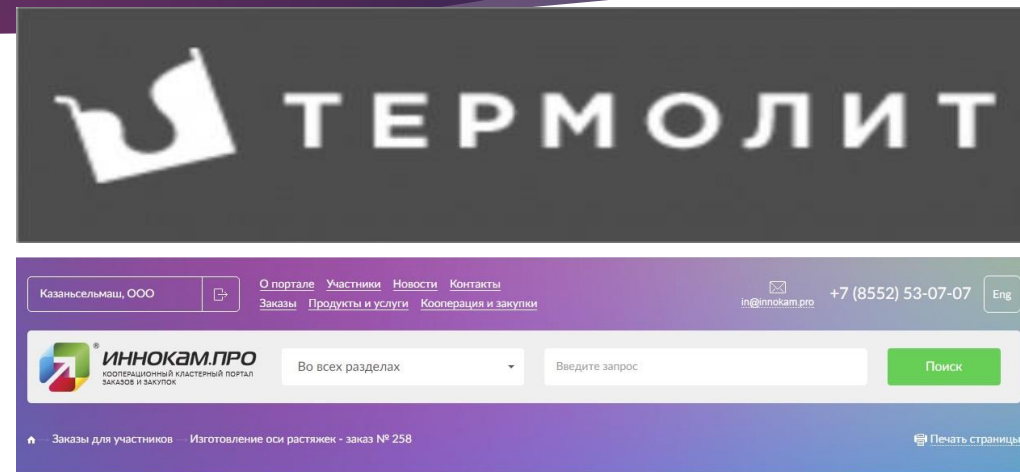 ТЕРМОЛИТ
Казаньсельмаш, ООО
О портале Участники Новости Контакты
Заказы Продукты и услуги Кооперация и закупки
in@innokam.pro
+7 (8552) 53-07-07
Eng
ИННОКАМ.ПРО
КООПЕРАЦИОННЫЙ КЛАСТЕРНЫЙ ПОРТАЛ
ЗАКАЗОВ И ЗАКУПОК
Во всех разделах
Введите запрос
Поиск
Заказы для участников — Изготовление оси растяжек - заказ № 258
Печать страницы